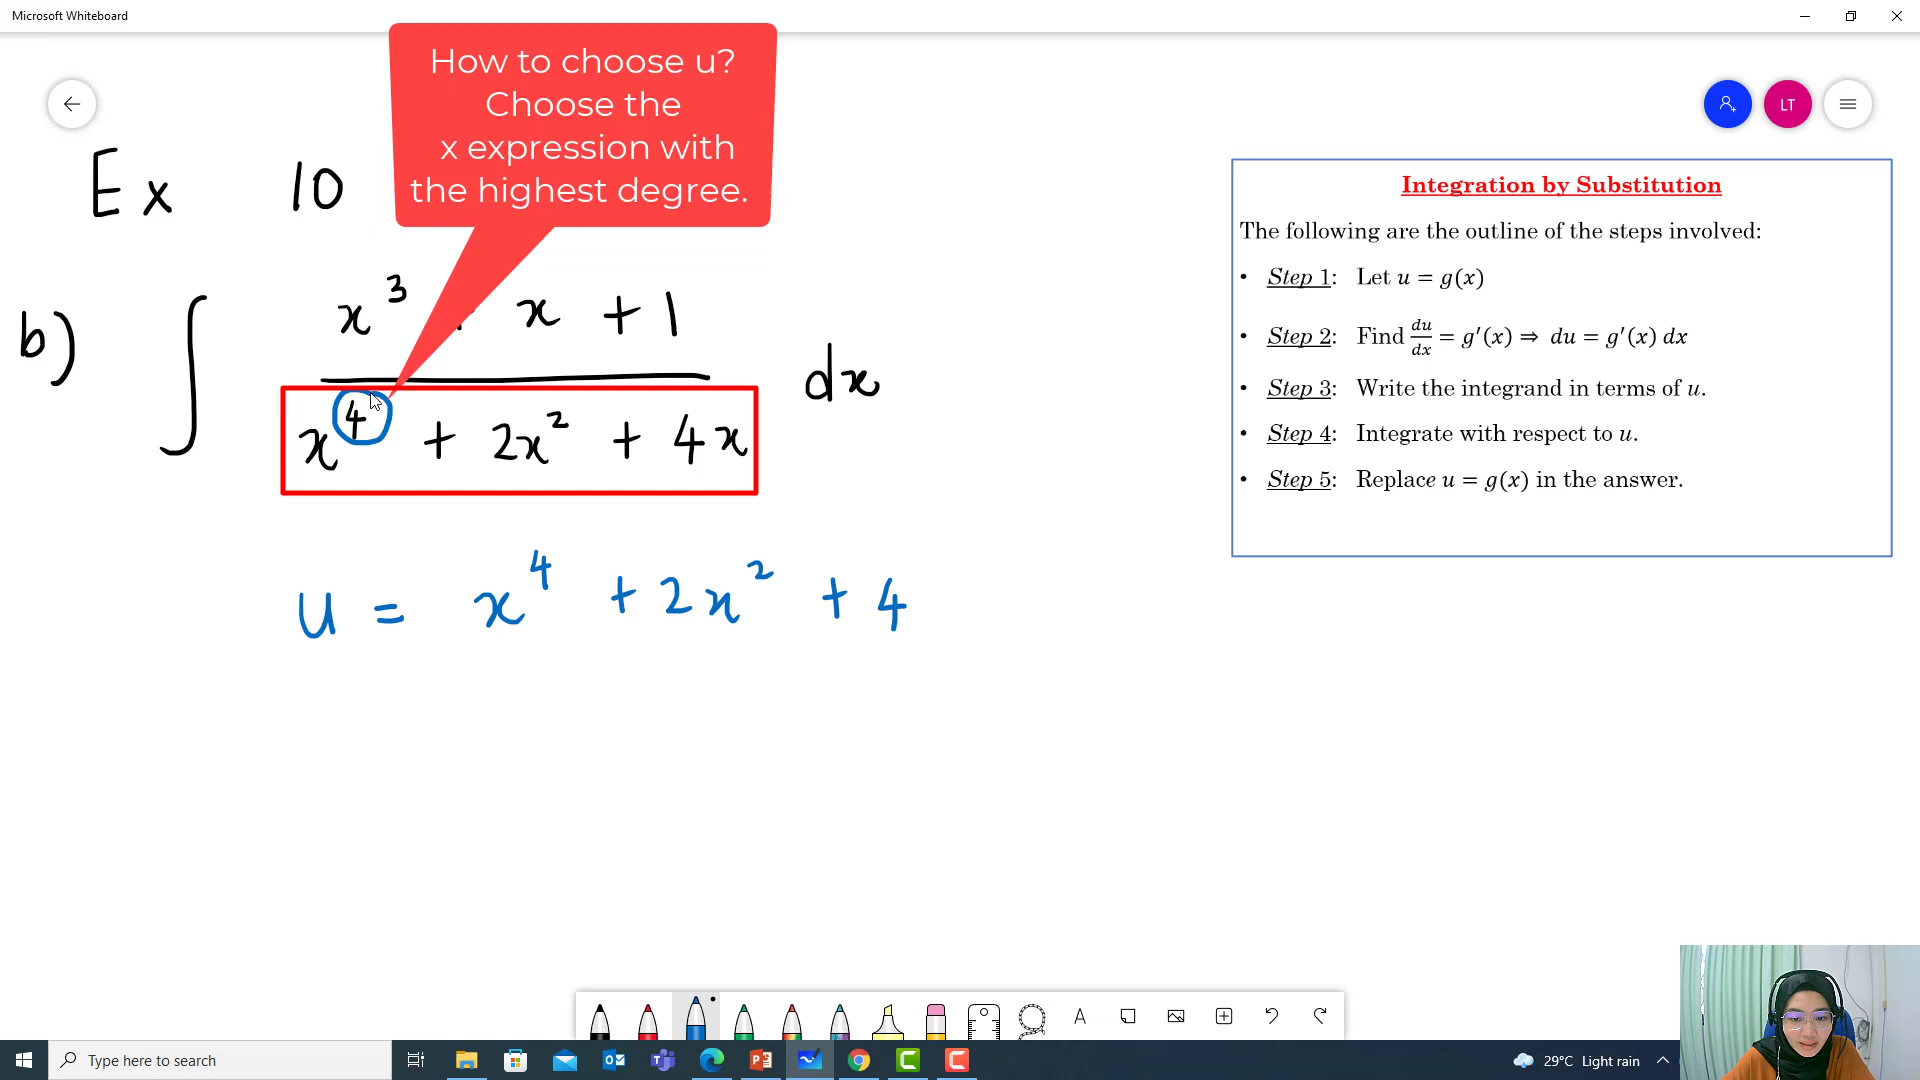 Microsoft Whiteboard
How to choose u?
Choose the
x expression with
the highest degree.
LT
Ex 10
b) ∫ x³ x + 1
x⁴ + 2x² + 4x
dx
u = x⁴ + 2x² + 4
Integration by Substitution
The following are the outline of the steps involved:
• Step 1: Let u = g(x)
• Step 2: Find du/dx = g′(x) ⇒ du = g′(x) dx
• Step 3: Write the integrand in terms of u.
• Step 4: Integrate with respect to u.
• Step 5: Replace u = g(x) in the answer.
Type here to search
29°C Light rain